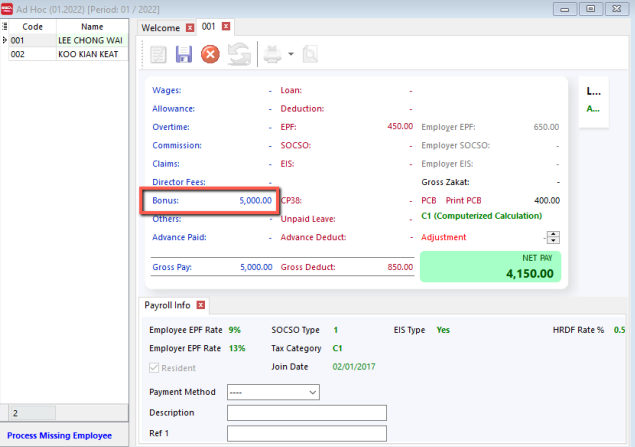 Ad Hoc (01.2022) [Period: 01 / 2022]
Code Name
001 LEE CHONG WAI
002 KOO KIAN KEAT
2
Process Missing Employee
Welcome 001
Wages: - Loan: -
Allowance: - Deduction: -
Overtime: - EPF: 450.00 Employer EPF: 650.00
Commission: - SOCSO: - Employer SOCSO: -
Claims: - EIS: - Employer EIS: -
Director Fees: - Gross Zakat: -
Bonus: 5,000.00 CP38: - PCB Print PCB 400.00
Others: - Unpaid Leave: - C1 (Computerized Calculation)
Advance Paid: - Advance Deduct: - Adjustment -
Gross Pay: 5,000.00 Gross Deduct: 850.00
NET PAY
4,150.00
L...
A...
Payroll Info
Employee EPF Rate 9% SOCSO Type 1 EIS Type Yes HRDF Rate % 0.5
Employer EPF Rate 13% Tax Category C1
Resident Join Date 02/01/2017
Payment Method ----
Description
Ref 1